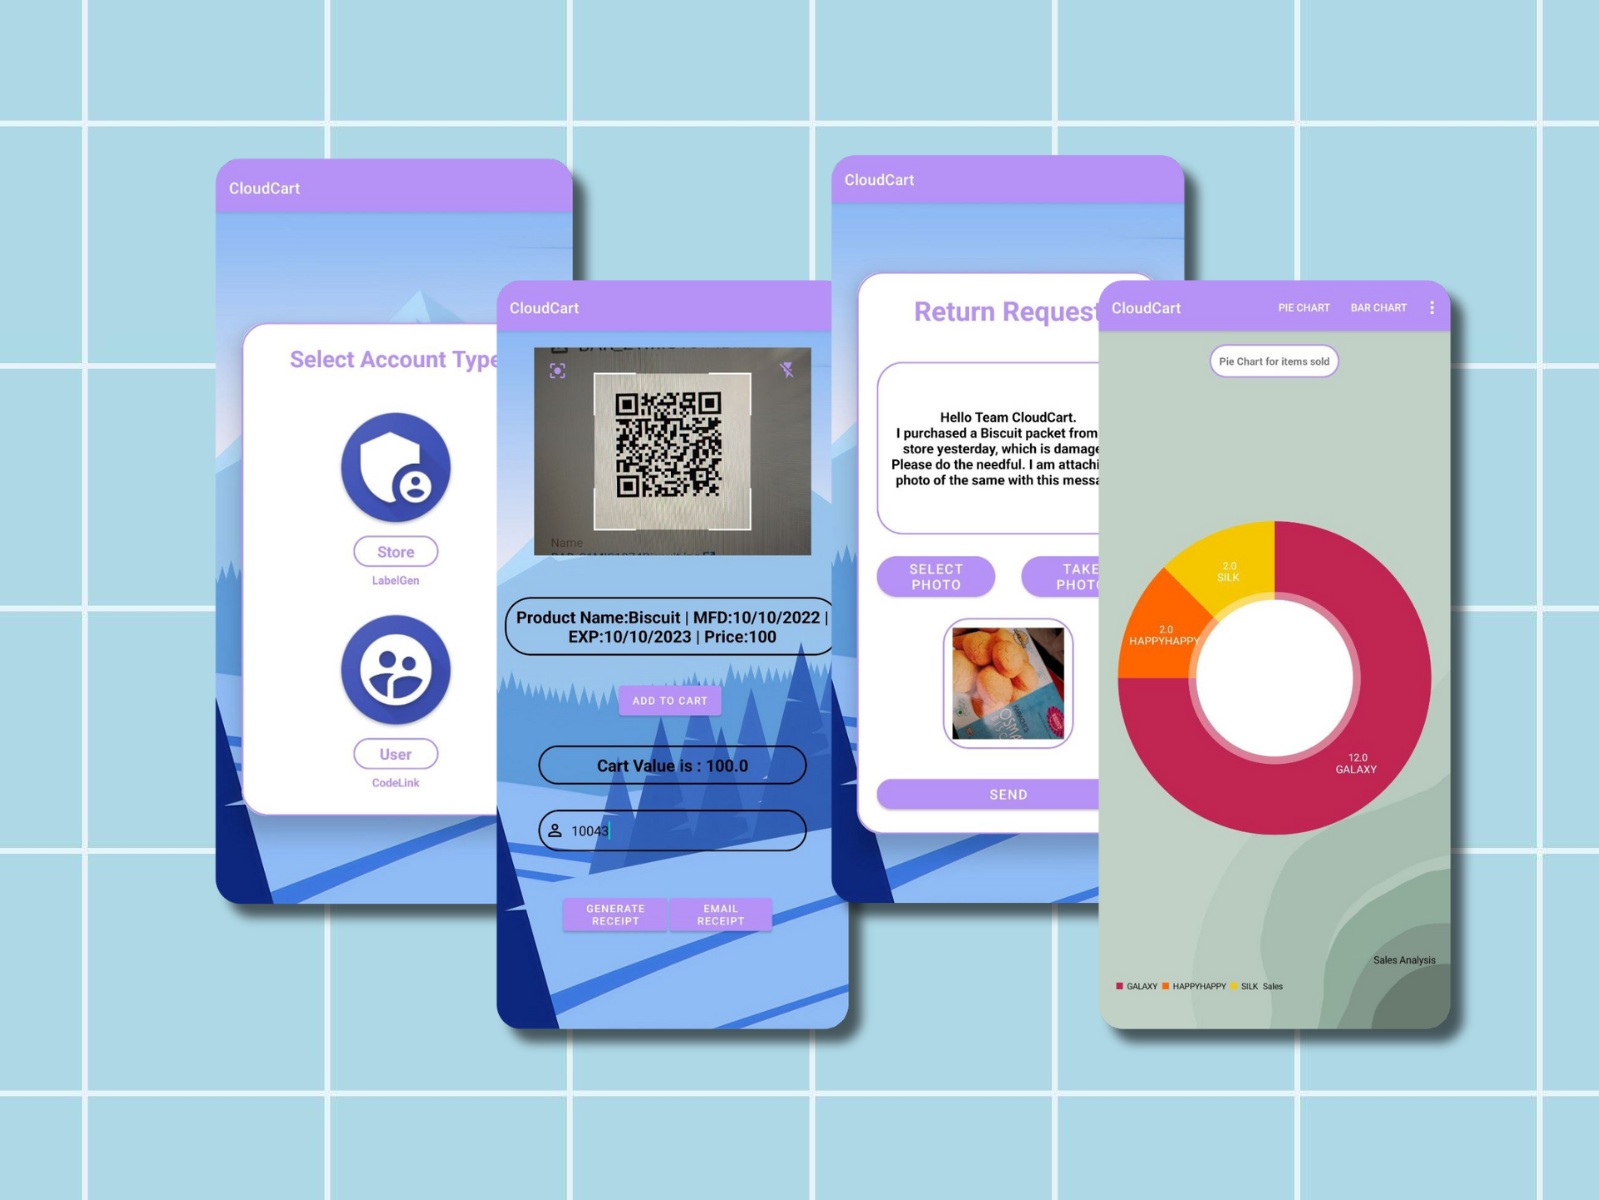 CloudCart
Select Account Type
Store
LabelGen
User
CodeLink
CloudCart
Name
Product Name:Biscuit | MFD:10/10/2022 |
EXP:10/10/2023 | Price:100
ADD TO CART
Cart Value is : 100.0
10043
GENERATE
RECEIPT
EMAIL
RECEIPT
CloudCart
Return Request
Hello Team CloudCart.
I purchased a Biscuit packet from
store yesterday, which is damage
Please do the needful. I am attachi
photo of the same with this messa
SELECT
PHOTO
TAKE
PHOTO
SEND
CloudCart
PIE CHART
BAR CHART
Pie Chart for items sold
2.0
SILK
2.0
HAPPYHAPPY
12.0
GALAXY
Sales Analysis
GALAXY HAPPYHAPPY SILK Sales